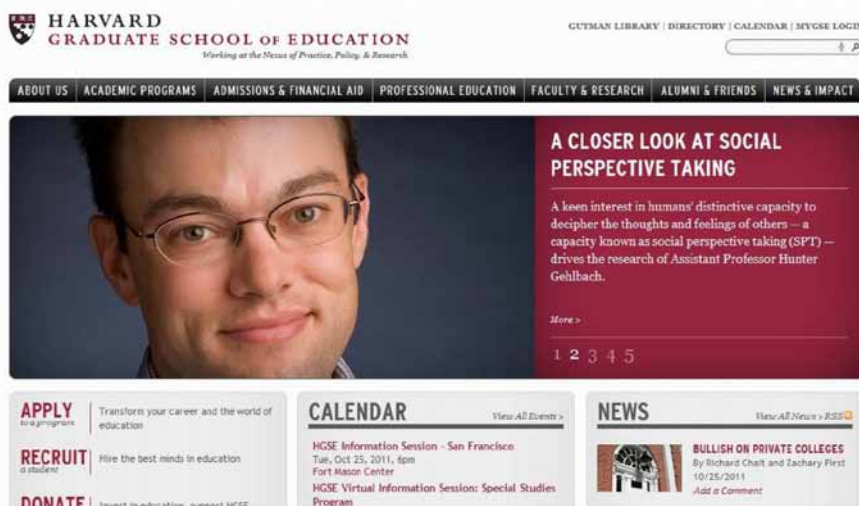 HARVARD
GRADUATE SCHOOL OF EDUCATION
Working at the Nexus of Practice, Policy, & Research
GUTMAN LIBRARY | DIRECTORY | CALENDAR | MYGSE LOGIN
ABOUT US ACADEMIC PROGRAMS ADMISSIONS & FINANCIAL AID PROFESSIONAL EDUCATION FACULTY & RESEARCH ALUMNI & FRIENDS NEWS & IMPACT
A CLOSER LOOK AT SOCIAL
PERSPECTIVE TAKING
A keen interest in humans' distinctive capacity to
decipher the thoughts and feelings of others — a
capacity known as social perspective taking (SPT) —
drives the research of Assistant Professor Hunter
Gehlbach.
More >
1 2 3 4 5
APPLY
to a program
Transform your career and the world of
education
RECRUIT
a student
Hire the best minds in education
DONATE
Invest in education, support HGSE
CALENDAR
View All Events >
HGSE Information Session - San Francisco
Tue, Oct 25, 2011, 6pm
Fort Mason Center
HGSE Virtual Information Session: Special Studies
Program
NEWS
View All News > RSS
BULLISH ON PRIVATE COLLEGES
By Richard Chait and Zachary First
10/25/2011
Add a Comment